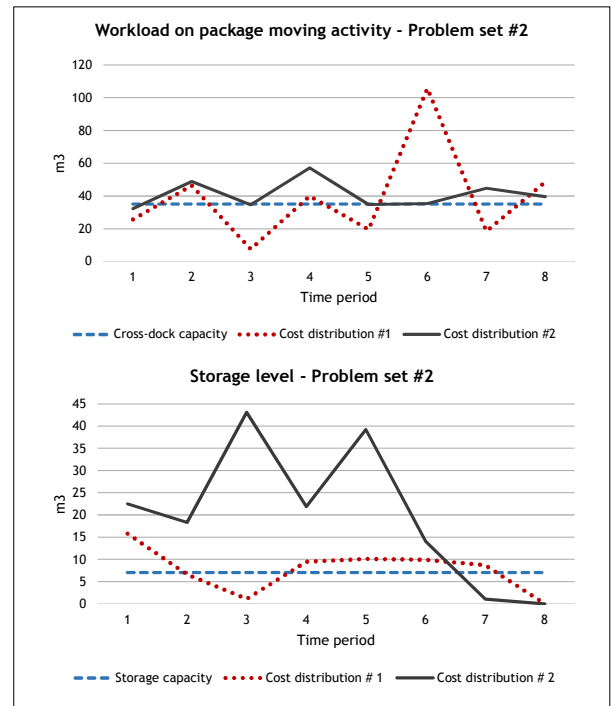 Workload on package moving activity - Problem set #2
120
100
80
60
40
20
0
m3
1 2 3 4 5 6 7 8
Time period
Cross-dock capacity Cost distribution #1 Cost distribution #2
Storage level - Problem set #2
45
40
35
30
25
20
15
10
5
0
m3
1 2 3 4 5 6 7 8
Time period
Storage capacity Cost distribution # 1 Cost distribution # 2